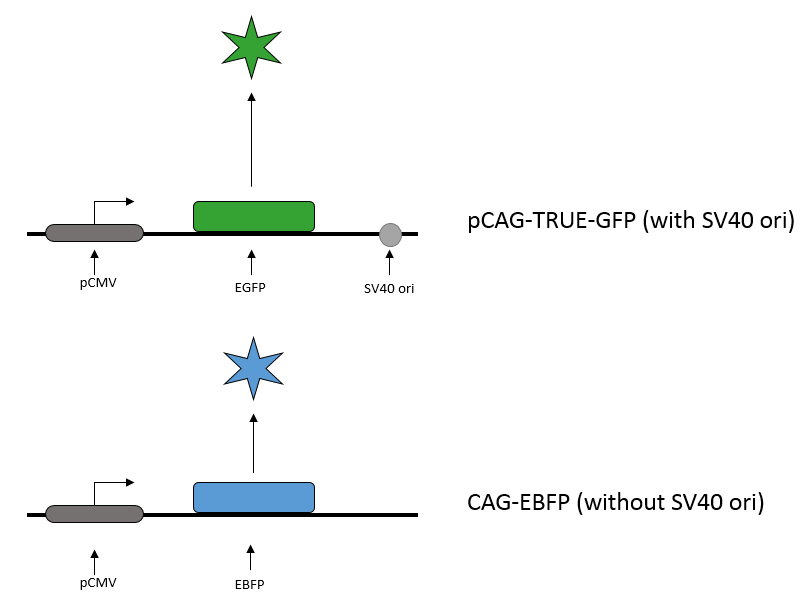 pCAG-TRUE-GFP (with SV40 ori)
pCMV
EGFP
SV40 ori
CAG-EBFP (without SV40 ori)
pCMV
EBFP